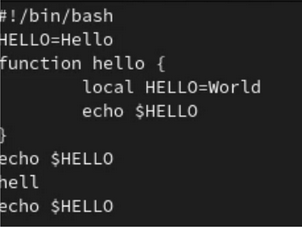 #!/bin/bash
HELLO=Hello
function hello {
        local HELLO=World
        echo $HELLO
}
echo $HELLO
hell
echo $HELLO